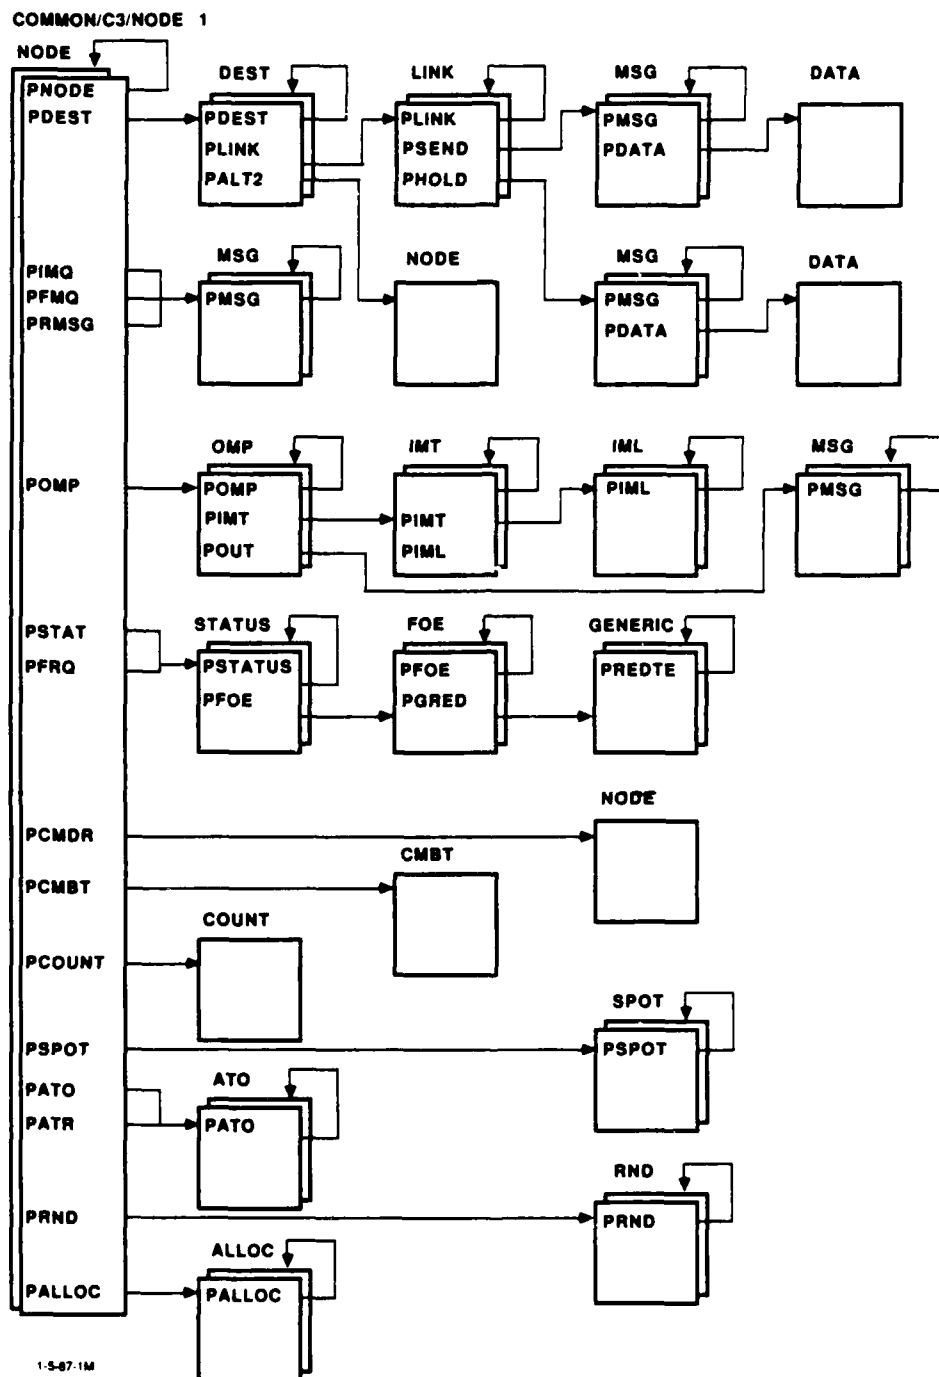 COMMON/C3/NODE 1
NODE
DEST
LINK
MSG
DATA
PNODE
PDEST
PDEST
PLINK
PALT2
PLINK
PSEND
PHOLD
PMSG
PDATA
MSG
NODE
MSG
DATA
PIMQ
PFMQ
PRMSG
PMSG
PMSG
PDATA
OMP
IMT
IML
MSG
POMP
POMP
PIMT
POUT
PIMT
PIML
PIML
PMSG
STATUS
FOE
GENERIC
PSTAT
PFRQ
PSTATUS
PFOE
PFOE
PGRED
PREDTE
NODE
PCMDR
CMBT
PCMBT
COUNT
PCOUNT
SPOT
PSPOT
PSPOT
ATO
PATO
PATR
PATO
RND
PRND
PRND
ALLOC
PALLOC
PALLOC
1-5-87-1M